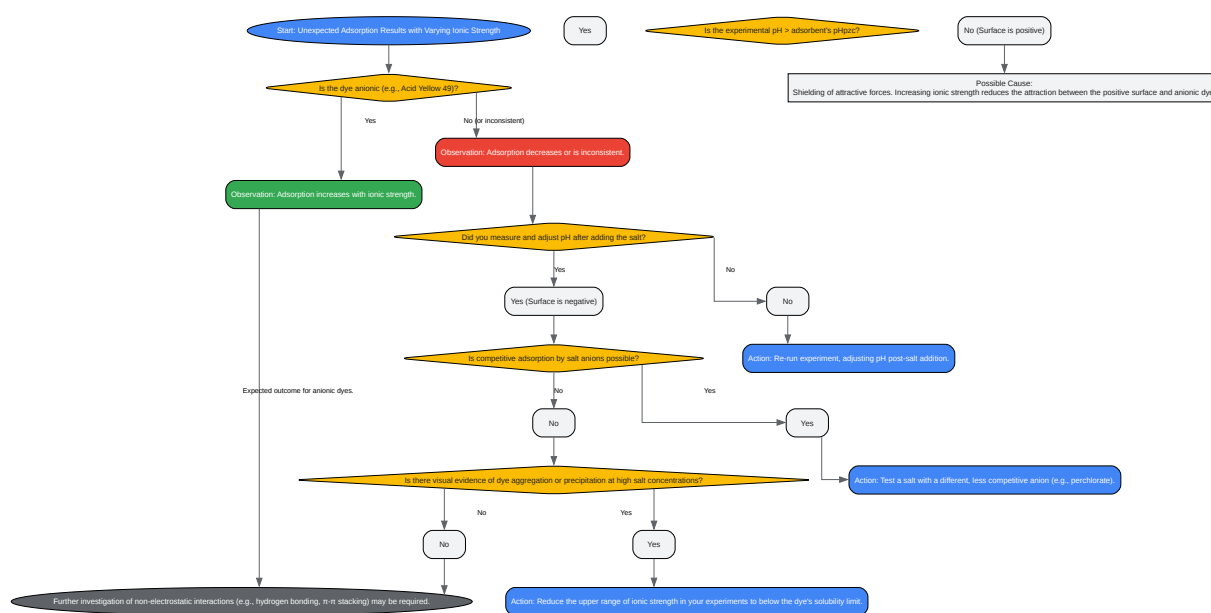 Start: Unexpected Adsorption Results with Varying Ionic Strength
Yes
Is the experimental pH > adsorbent's pHpzc?
No (Surface is positive)
Possible Cause:
Shielding of attractive forces. Increasing ionic strength reduces the attraction between the positive surface and anionic dye
Is the dye anionic (e.g., Acid Yellow 49)?
Yes
No (or inconsistent)
Observation: Adsorption decreases or is inconsistent.
Observation: Adsorption increases with ionic strength.
Did you measure and adjust pH after adding the salt?
Yes
No
Yes (Surface is negative)
No
Is competitive adsorption by salt anions possible?
Action: Re-run experiment, adjusting pH post-salt addition.
Expected outcome for anionic dyes.
No
Yes
No
Yes
Is there visual evidence of dye aggregation or precipitation at high salt concentrations?
Action: Test a salt with a different, less competitive anion (e.g., perchlorate).
No
Yes
No
Yes
Further investigation of non-electrostatic interactions (e.g., hydrogen bonding, π-π stacking) may be required.
Action: Reduce the upper range of ionic strength in your experiments to below the dye's solubility limit.